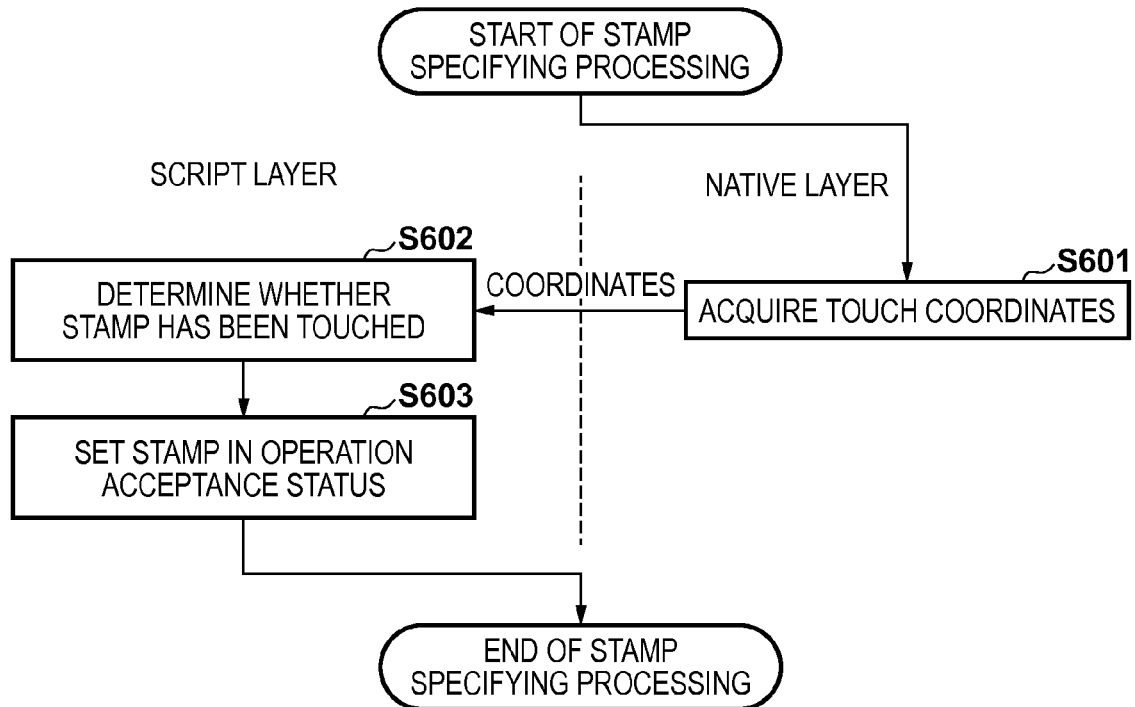 START OF STAMP
SPECIFYING PROCESSING
SCRIPT LAYER
NATIVE LAYER
S602
DETERMINE WHETHER
STAMP HAS BEEN TOUCHED
COORDINATES
S601
ACQUIRE TOUCH COORDINATES
S603
SET STAMP IN OPERATION
ACCEPTANCE STATUS
END OF STAMP
SPECIFYING PROCESSING